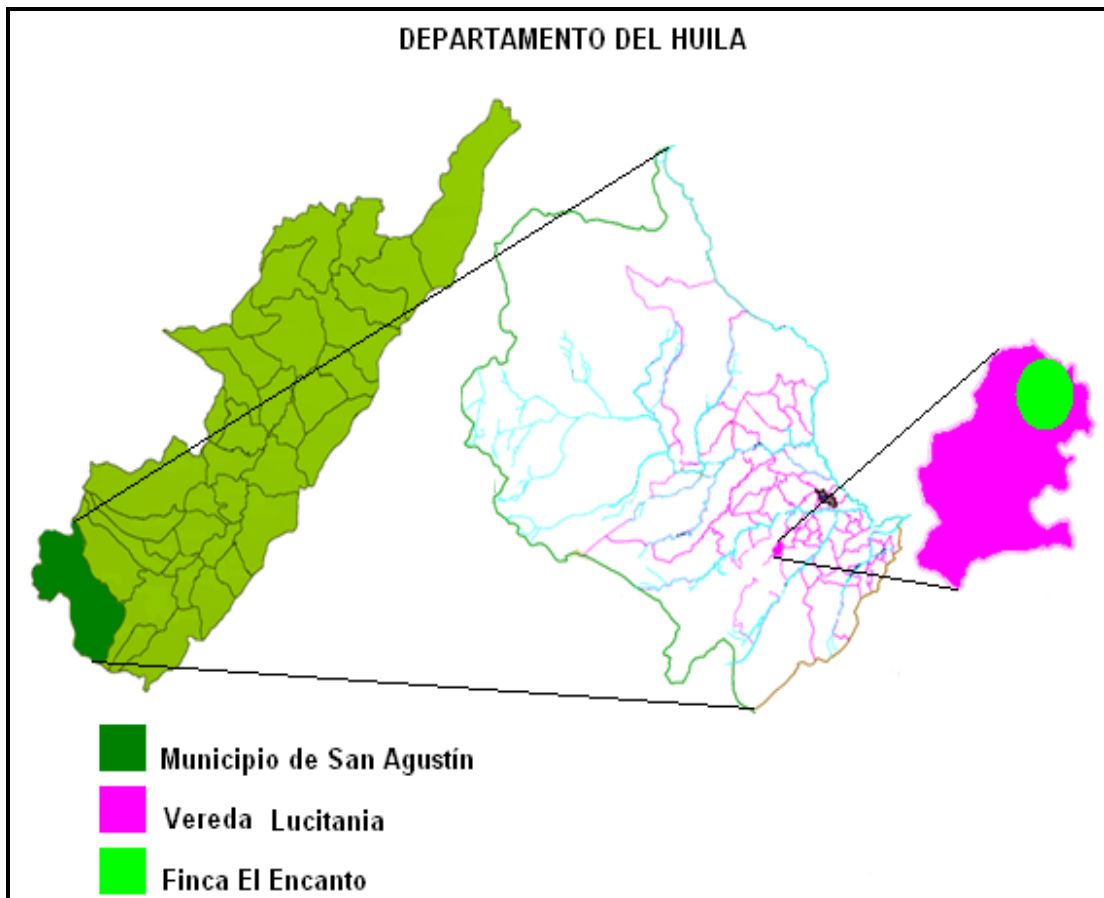 DEPARTAMENTO DEL HUILA
Municipio de San Agustín
Vereda Lucitania
Finca El Encanto